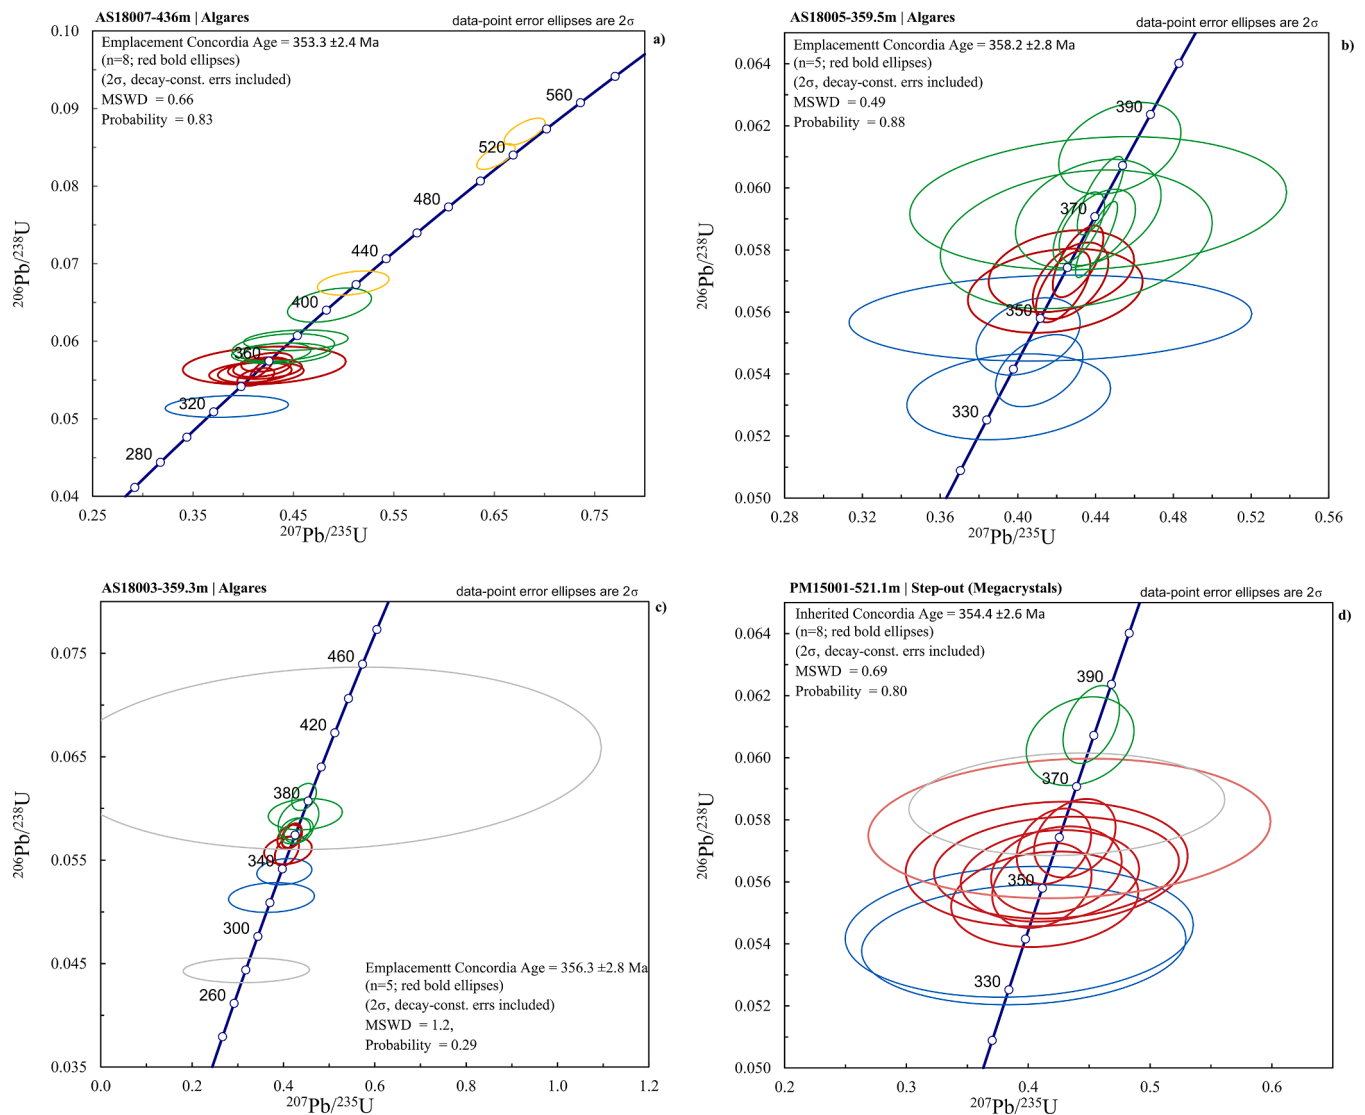 AS18007-436m | Algares
data-point error ellipses are 2σ
a)
Emplacement Concordia Age = 353.3 ±2.4 Ma
(n=8; red bold ellipses)
(2σ, decay-const. errs included)
MSWD = 0.66
Probability = 0.83
0.10
0.09
0.08
0.07
0.06
0.05
0.04
560
520
480
440
400
360
320
280
0.25
0.35
0.45
0.55
0.65
0.75
206Pb/238U
207Pb/235U
AS18005-359.5m | Algares
data-point error ellipses are 2σ
b)
Emplacementt Concordia Age = 358.2 ±2.8 Ma
(n=5; red bold ellipses)
(2σ, decay-const. errs included)
MSWD = 0.49
Probability = 0.88
0.064
0.062
0.060
0.058
0.056
0.054
0.052
0.050
390
370
350
330
0.28
0.32
0.36
0.40
0.44
0.48
0.52
0.56
206Pb/238U
207Pb/235U
AS18003-359.3m | Algares
data-point error ellipses are 2σ
c)
0.075
0.065
0.055
0.045
0.035
460
420
380
340
300
260
Emplacementt Concordia Age = 356.3 ±2.8 Ma
(n=5; red bold ellipses)
(2σ, decay-const. errs included)
MSWD = 1.2,
Probability = 0.29
0.0
0.2
0.4
0.6
0.8
1.0
1.2
206Pb/238U
207Pb/235U
PM15001-521.1m | Step-out (Megacrystals)
data-point error ellipses are 2σ
d)
Inherited Concordia Age = 354.4 ±2.6 Ma
(n=8; red bold ellipses)
(2σ, decay-const. errs included)
MSWD = 0.69
Probability = 0.80
0.064
0.062
0.060
0.058
0.056
0.054
0.052
0.050
390
370
350
330
0.2
0.3
0.4
0.5
0.6
206Pb/238U
207Pb/235U